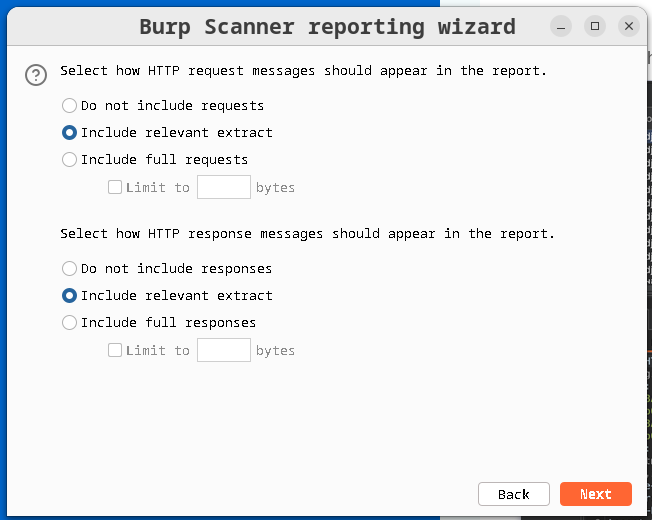 Burp Scanner reporting wizard
Select how HTTP request messages should appear in the report.
Do not include requests
Include relevant extract
Include full requests
Limit to bytes
Select how HTTP response messages should appear in the report.
Do not include responses
Include relevant extract
Include full responses
Limit to bytes
Back Next